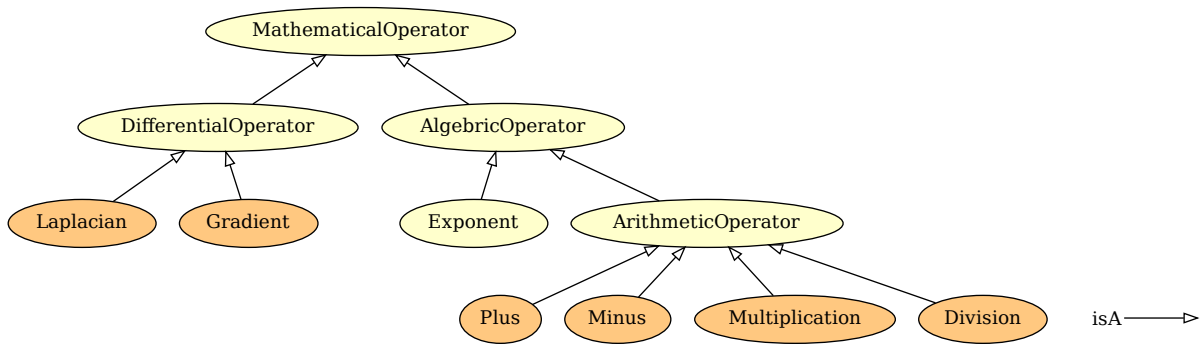 MathematicalOperator
DifferentialOperator
AlgebricOperator
Laplacian
Gradient
Exponent
ArithmeticOperator
Plus
Minus
Multiplication
Division
isA